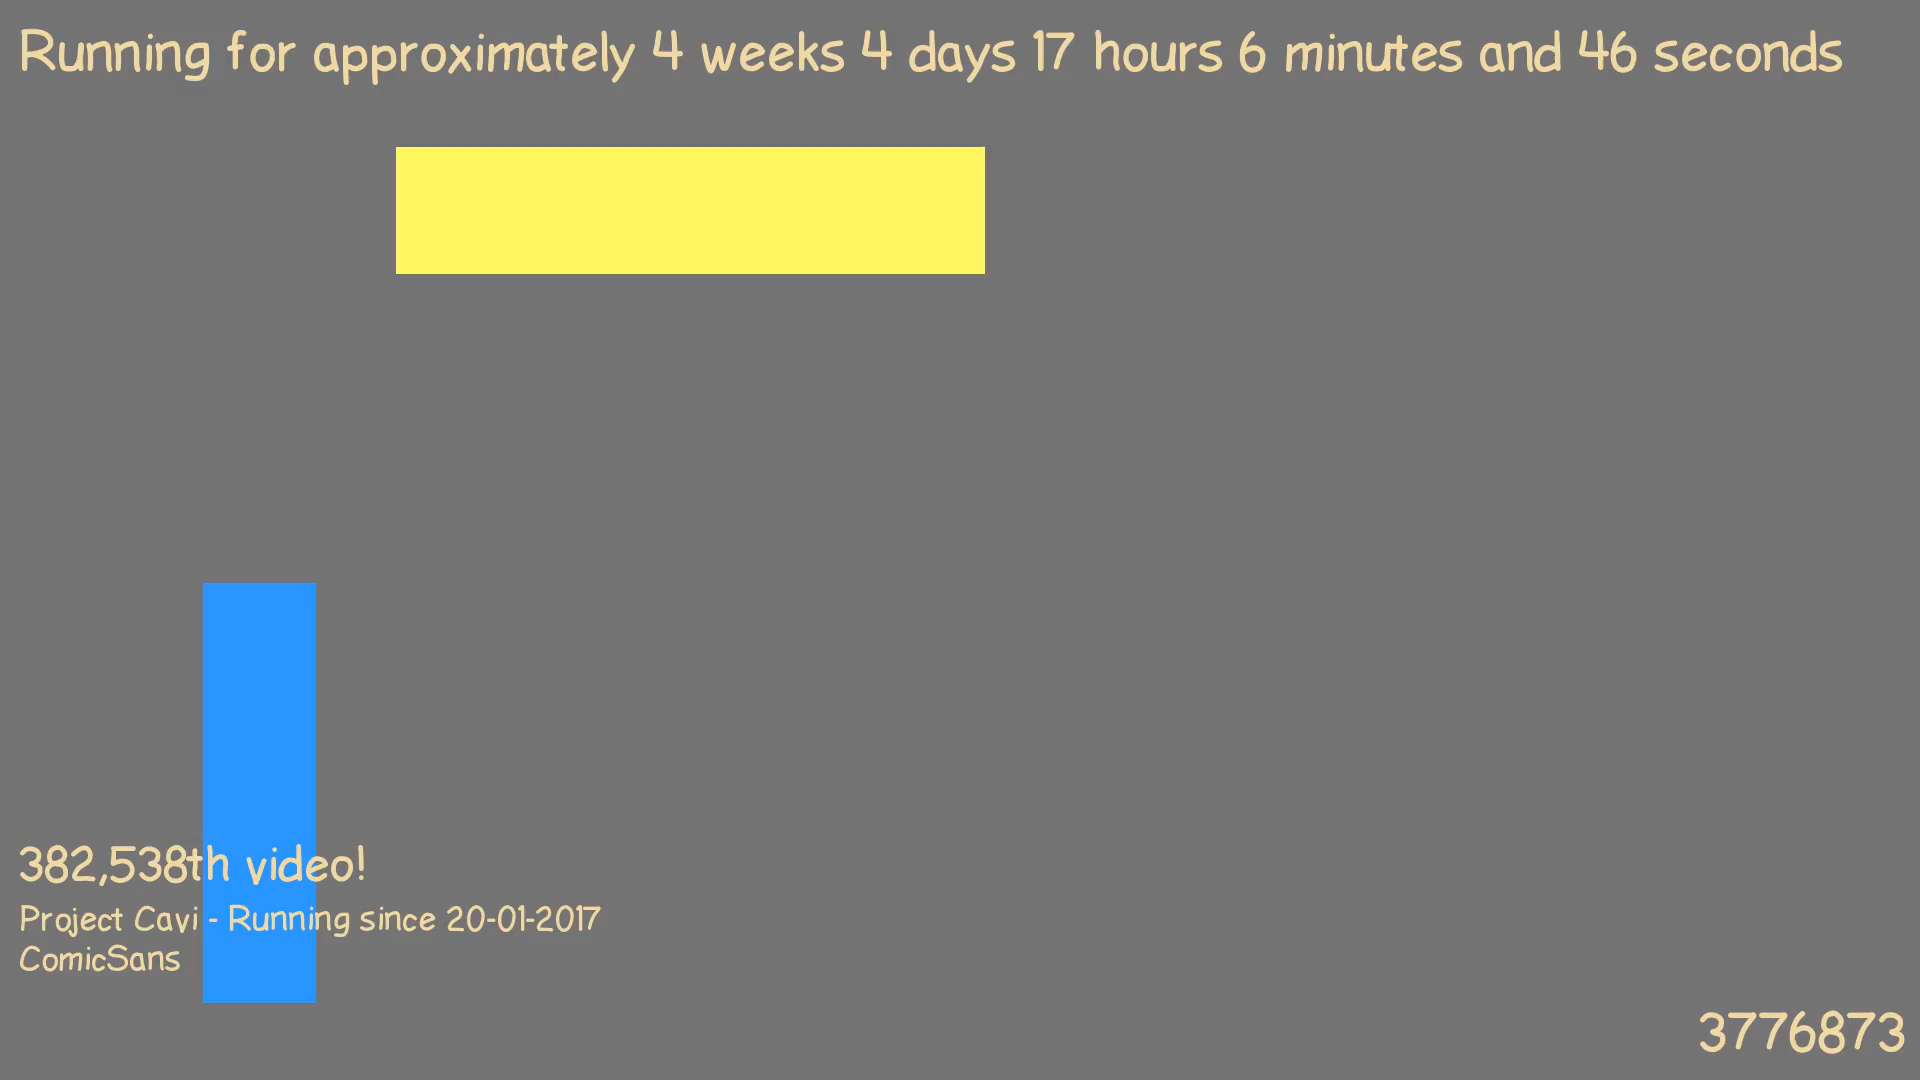 Running for approximately 4 weeks 4 days 17 hours 6 minutes and 46 seconds
382,538th video!
Project Cavi - Running since 20-01-2017
ComicSans
3776873